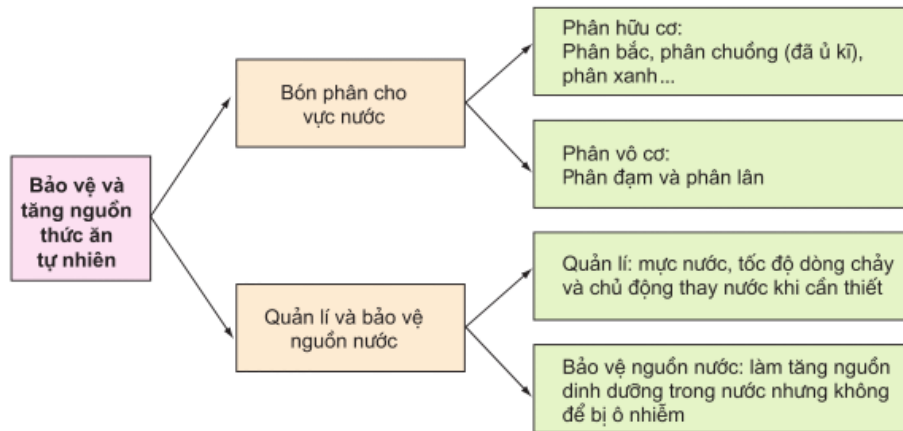 Bảo vệ và
tăng nguồn
thức ăn
tự nhiên
Bón phân cho
vực nước
Phân hữu cơ:
Phân bắc, phân chuồng (đã ủ kĩ),
phân xanh...
Phân vô cơ:
Phân đạm và phân lân
Quản lí và bảo vệ
nguồn nước
Quản lí: mực nước, tốc độ dòng chảy
và chủ động thay nước khi cần thiết
Bảo vệ nguồn nước: làm tăng nguồn
dinh dưỡng trong nước nhưng không
để bị ô nhiễm